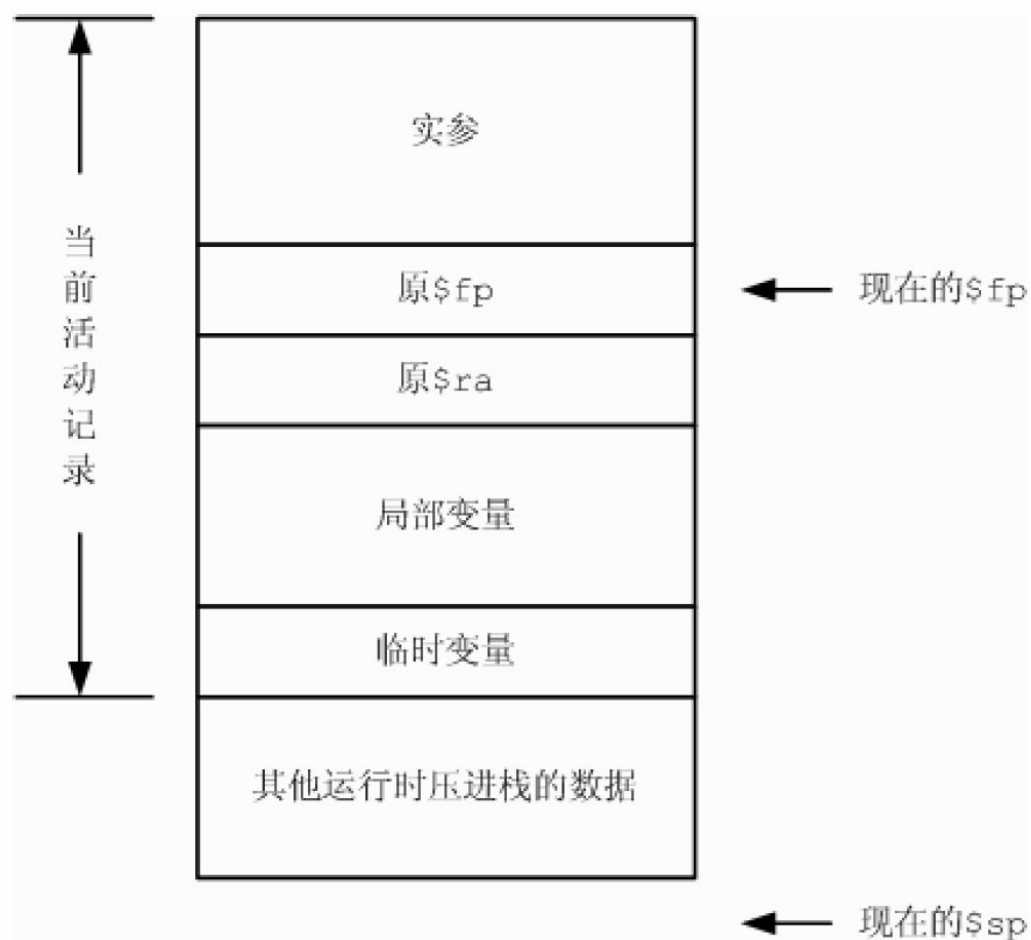 实参
当前活动记录
原$fp
现在的$fp
原$ra
局部变量
临时变量
其他运行时压进栈的数据
现在的$sp